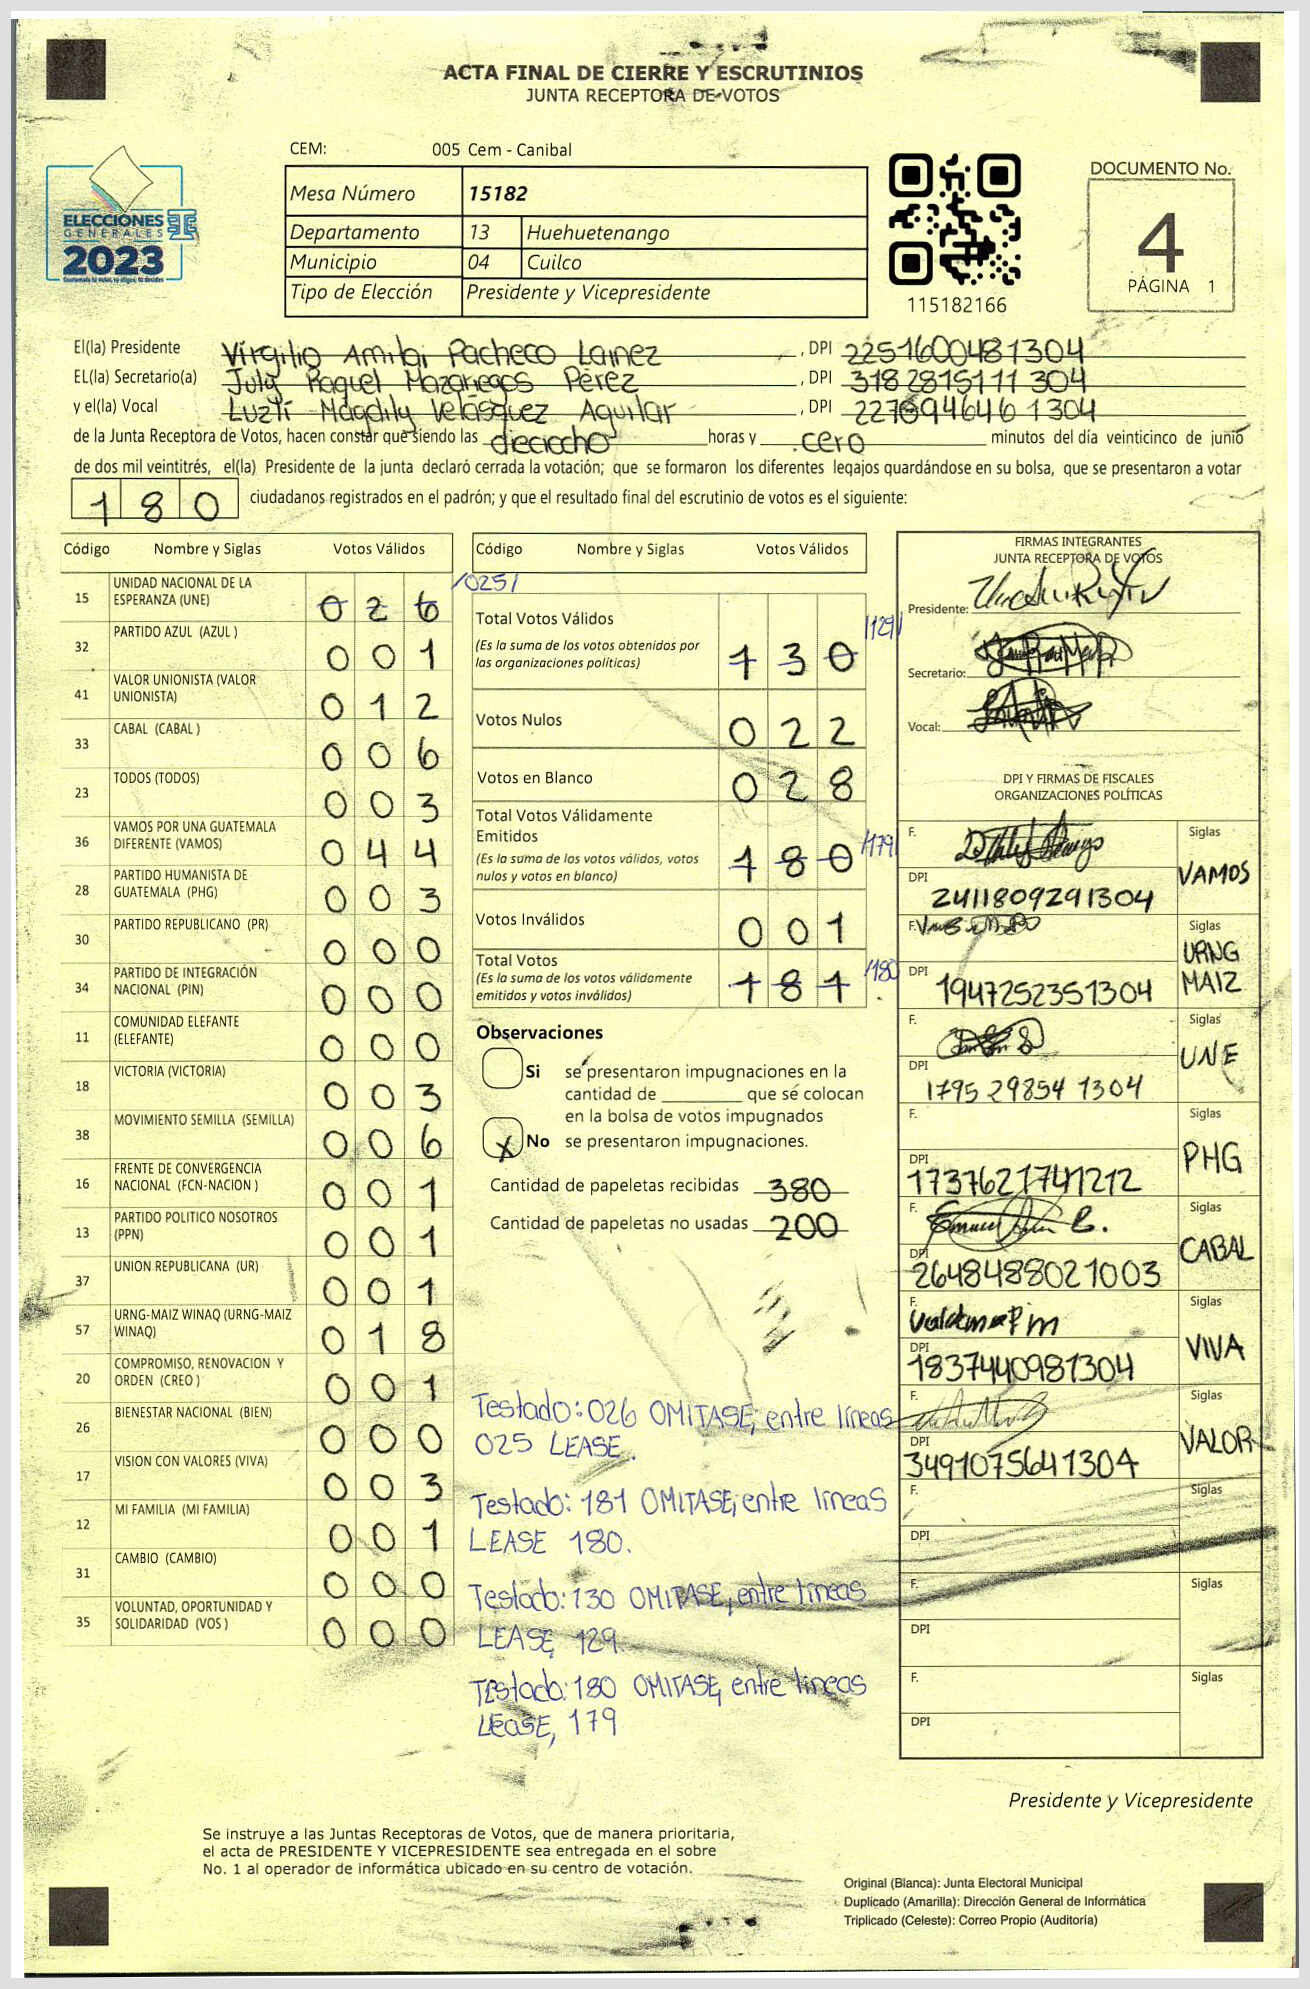 ACTA FINAL DE CIERRE Y ESCRUTINIOS
JUNTA RECEPTORA DE VOTOS
CEM: 005 Cem - Canibal
ELECCIONES
GENERALES
2023
Mesa Número 15182
Departamento 13 Huehuetenango
Municipio 04 Cuilco
Tipo de Elección Presidente y Vicepresidente
115182166
DOCUMENTO No.
4
PÁGINA 1
El(la) Presidente Virgilio Amilai Pacheco Lainez, DPI 2251600481304
EL(la) Secretario(a) July Raquel Mazariegos Pérez, DPI 3182815111304
y el(la) Vocal Luzvi Magdily Velásquez Aguilar, DPI 2278946461304
de la Junta Receptora de Votos, hacen constar que siendo las dieciocho horas y cero minutos del día veinticinco de junio
de dos mil veintitrés, el(la) Presidente de la junta declaró cerrada la votación; que se formaron los diferentes legajos quardándose en su bolsa, que se presentaron a votar
180 ciudadanos registrados en el padrón; y que el resultado final del escrutinio de votos es el siguiente:
Código Nombre y Siglas Votos Válidos
15 UNIDAD NACIONAL DE LA ESPERANZA (UNE) 026 /025/
32 PARTIDO AZUL (AZUL ) 001
41 VALOR UNIONISTA (VALOR UNIONISTA) 012
33 CABAL (CABAL ) 006
23 TODOS (TODOS) 003
36 VAMOS POR UNA GUATEMALA DIFERENTE (VAMOS) 044
28 PARTIDO HUMANISTA DE GUATEMALA (PHG) 003
30 PARTIDO REPUBLICANO (PR) 000
34 PARTIDO DE INTEGRACIÓN NACIONAL (PIN) 000
11 COMUNIDAD ELEFANTE (ELEFANTE) 000
18 VICTORIA (VICTORIA) 003
38 MOVIMIENTO SEMILLA (SEMILLA) 006
16 FRENTE DE CONVERGENCIA NACIONAL (FCN-NACION ) 001
13 PARTIDO POLITICO NOSOTROS (PPN) 001
37 UNION REPUBLICANA (UR) 001
57 URNG-MAIZ WINAQ (URNG-MAIZ WINAQ) 018
20 COMPROMISO, RENOVACION Y ORDEN (CREO ) 001
26 BIENESTAR NACIONAL (BIEN) 000
17 VISION CON VALORES (VIVA) 003
12 MI FAMILIA (MI FAMILIA) 001
31 CAMBIO (CAMBIO) 000
35 VOLUNTAD, OPORTUNIDAD Y SOLIDARIDAD (VOS ) 000
Código Nombre y Siglas Votos Válidos
Total Votos Válidos 130 /129/
(Es la suma de los votos obtenidos por
las organizaciones políticas)
Votos Nulos 022
Votos en Blanco 028
Total Votos Válidamente
Emitidos 180 /179/
(Es la suma de los votos válidos, votos
nulos y votos en blanco)
Votos Inválidos 001
Total Votos 181 /180
(Es la suma de los votos válidamente
emitidos y votos inválidos)
Observaciones
Si se presentaron impugnaciones en la
cantidad de ________ que se colocan
en la bolsa de votos impugnados
X No se presentaron impugnaciones.
Cantidad de papeletas recibidas 380
Cantidad de papeletas no usadas 200
Testado: 026 OMITASE, entre líneas
025 LEASE.
Testado: 181 OMITASE, entre líneas
LEASE 180.
Testado: 130 OMITASE, entre líneas
LEASE, 129.
Testado: 180 OMITASE, entre líneas
LEASE, 179
FIRMAS INTEGRANTES
JUNTA RECEPTORA DE VOTOS
Presidente:
Secretario:
Vocal:
DPI Y FIRMAS DE FISCALES
ORGANIZACIONES POLÍTICAS
F. Siglas VAMOS
DPI 2411809291304
F. Siglas URNG MAIZ
DPI 1947252351304
F. Siglas UNE
DPI 1795 29854 1304
F. Siglas PHG
DPI 1737621741212
F. Siglas CABAL
DPI 2648488021003
F. Siglas VIVA
DPI 1837440981304
F. Siglas VALOR
DPI 3491075641304
F. Siglas
DPI
F. Siglas
DPI
F. Siglas
DPI
Presidente y Vicepresidente
Se instruye a las Juntas Receptoras de Votos, que de manera prioritaria,
el acta de PRESIDENTE Y VICEPRESIDENTE sea entregada en el sobre
No. 1 al operador de informática ubicado en su centro de votación.
Original (Blanca): Junta Electoral Municipal
Duplicado (Amarilla): Dirección General de Informática
Triplicado (Celeste): Correo Propio (Auditoría)